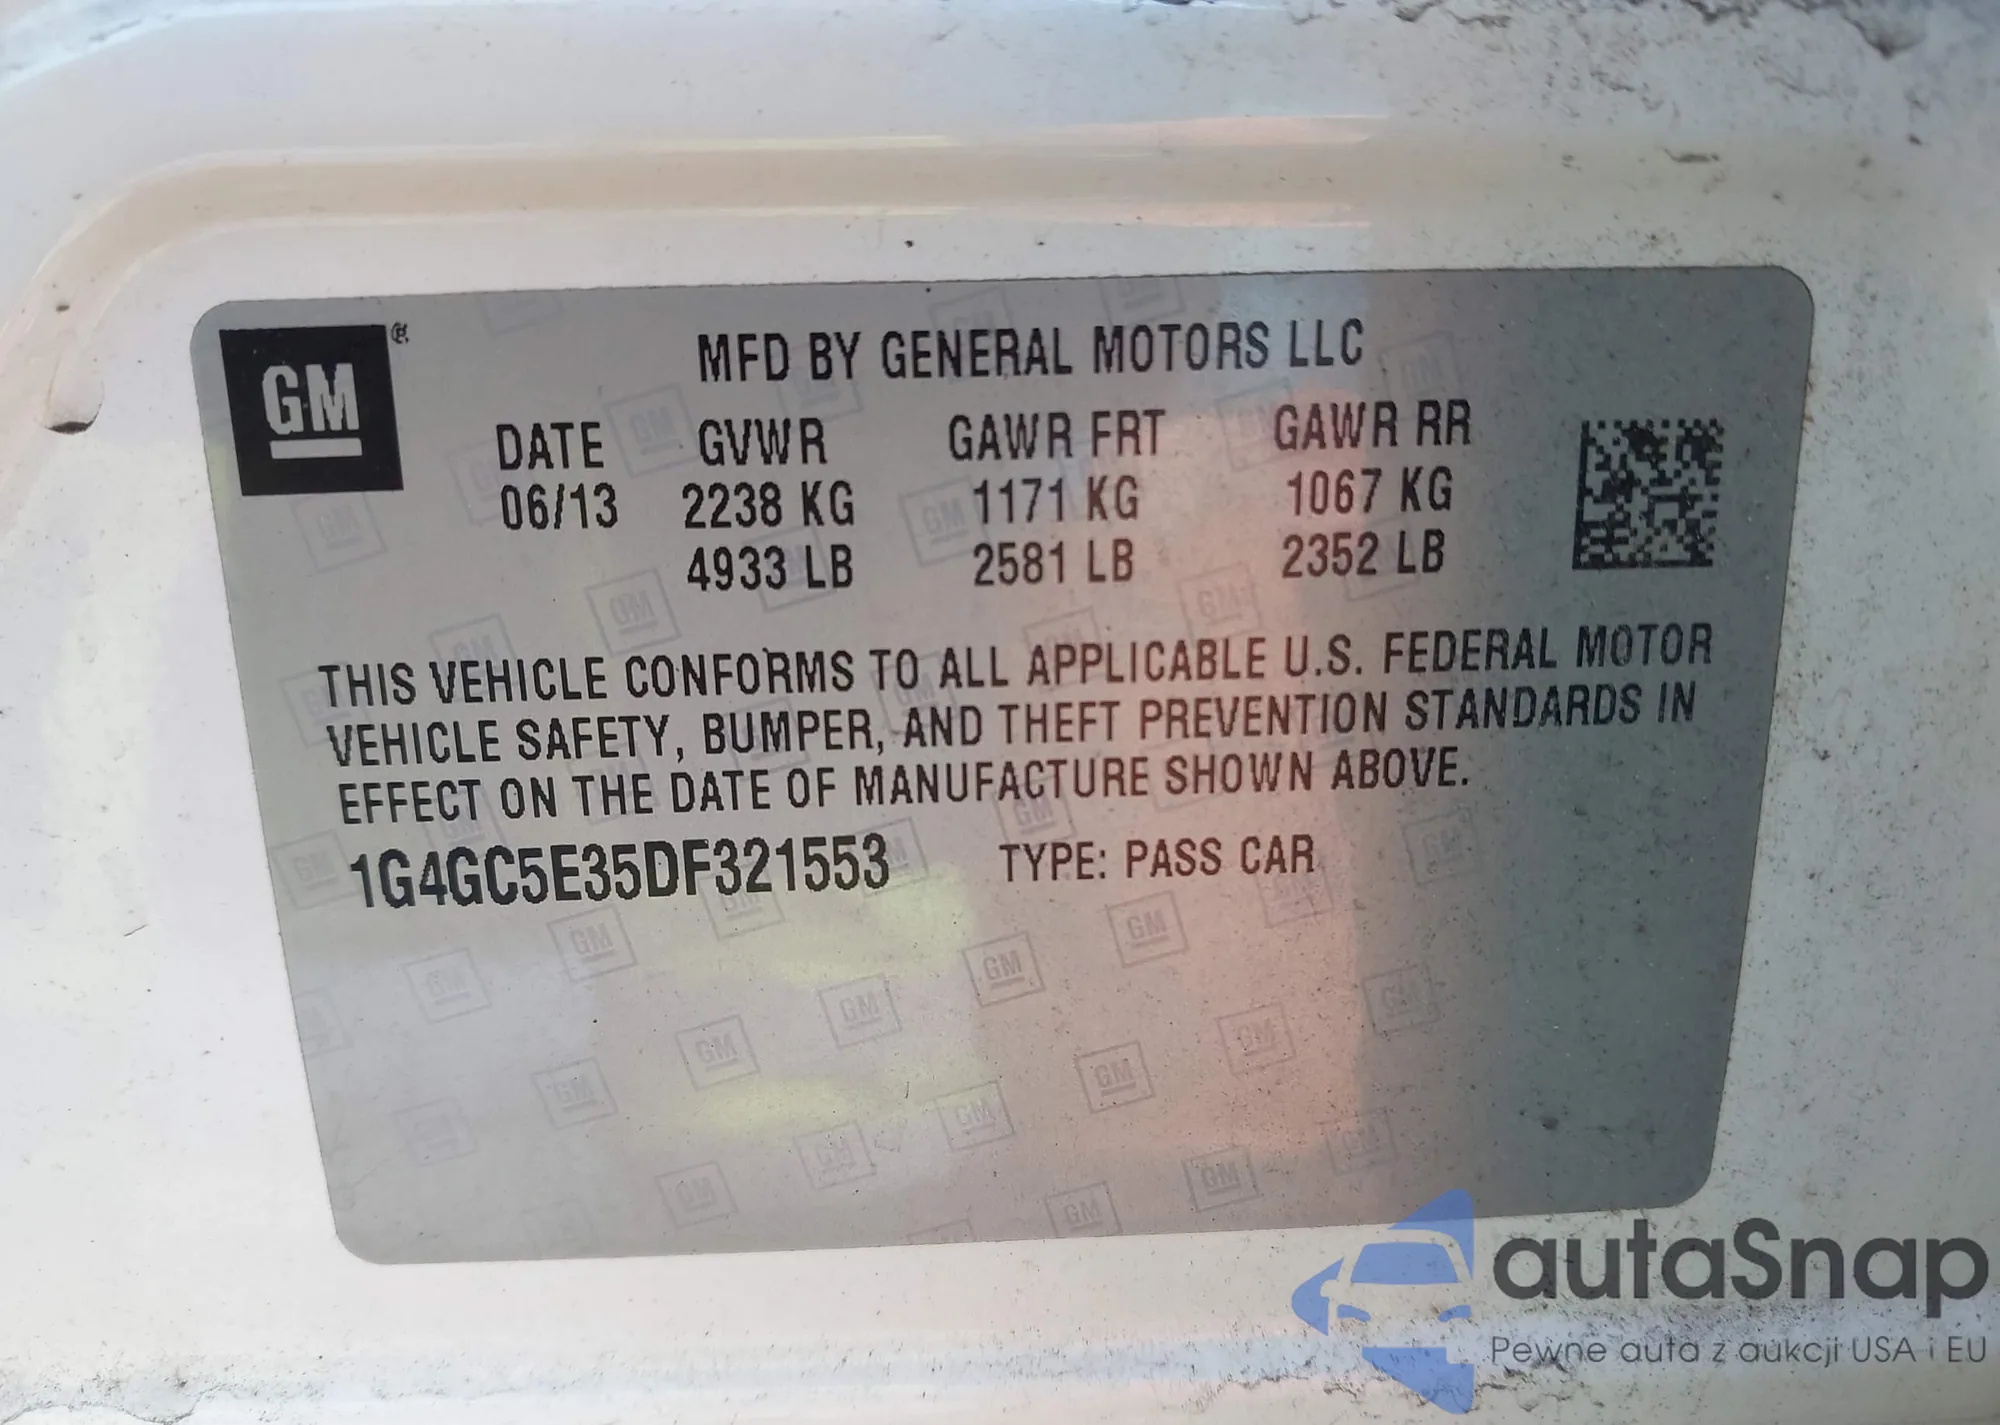 GM ®
MFD BY GENERAL MOTORS LLC
DATE GVWR GAWR FRT GAWR RR
06/13 2238 KG 1171 KG 1067 KG
4933 LB 2581 LB 2352 LB
THIS VEHICLE CONFORMS TO ALL APPLICABLE U.S. FEDERAL MOTOR
VEHICLE SAFETY, BUMPER, AND THEFT PREVENTION STANDARDS IN
EFFECT ON THE DATE OF MANUFACTURE SHOWN ABOVE.
1G4GC5E35DF321553 TYPE: PASS CAR
autaSnap
Pewne auta z aukcji USA i EU